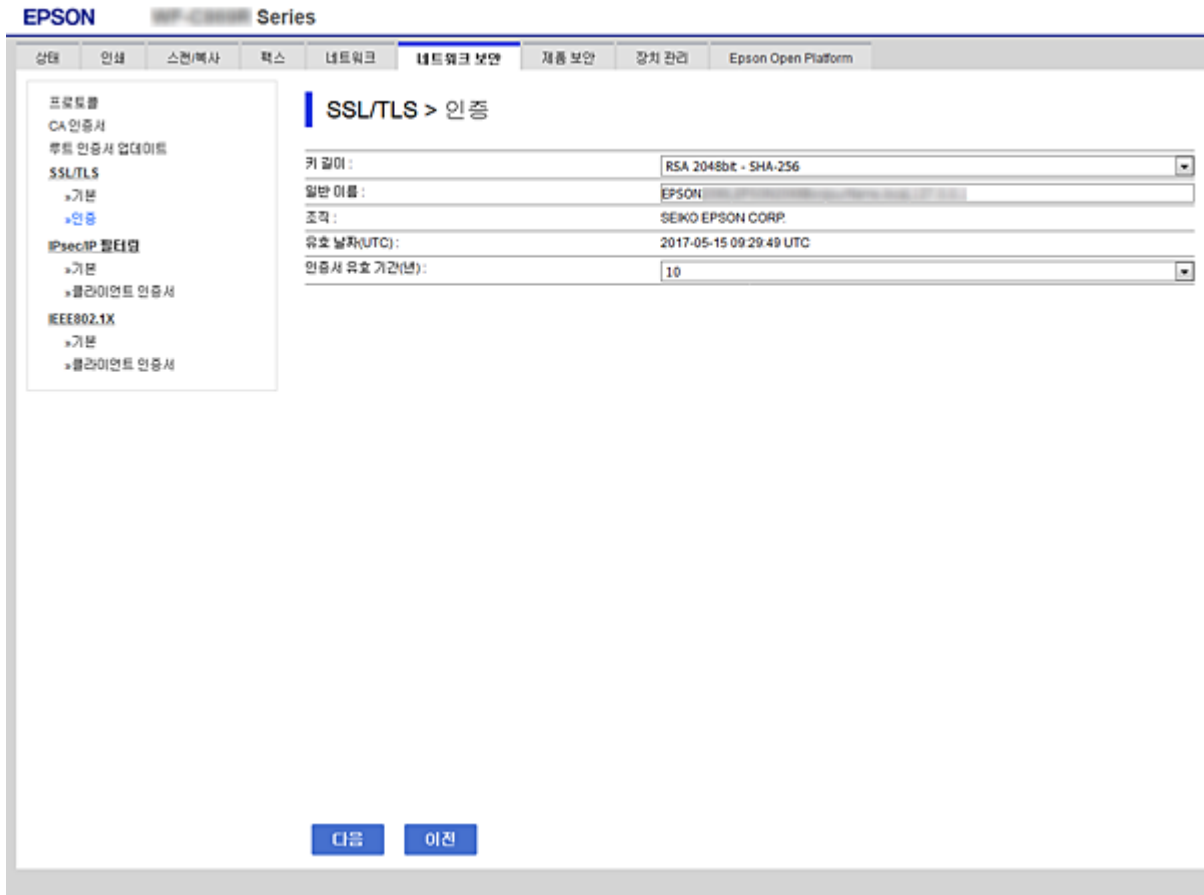 EPSON Series
상태 인쇄 스캔/복사 팩스 네트워크 네트워크 보안 제품 보안 장치 관리 Epson Open Platform
프로토콜
CA 인증서
루트 인증서 업데이트
SSL/TLS
»기본
»인증
IPsec/IP 필터링
»기본
»클라이언트 인증서
IEEE802.1X
»기본
»클라이언트 인증서
SSL/TLS > 인증
키 길이 : RSA 2048bit - SHA-256
일반 이름 : EPSON
조직 : SEIKO EPSON CORP.
유효 날짜(UTC) : 2017-05-15 09:29:49 UTC
인증서 유효 기간(년) : 10
다음 이전